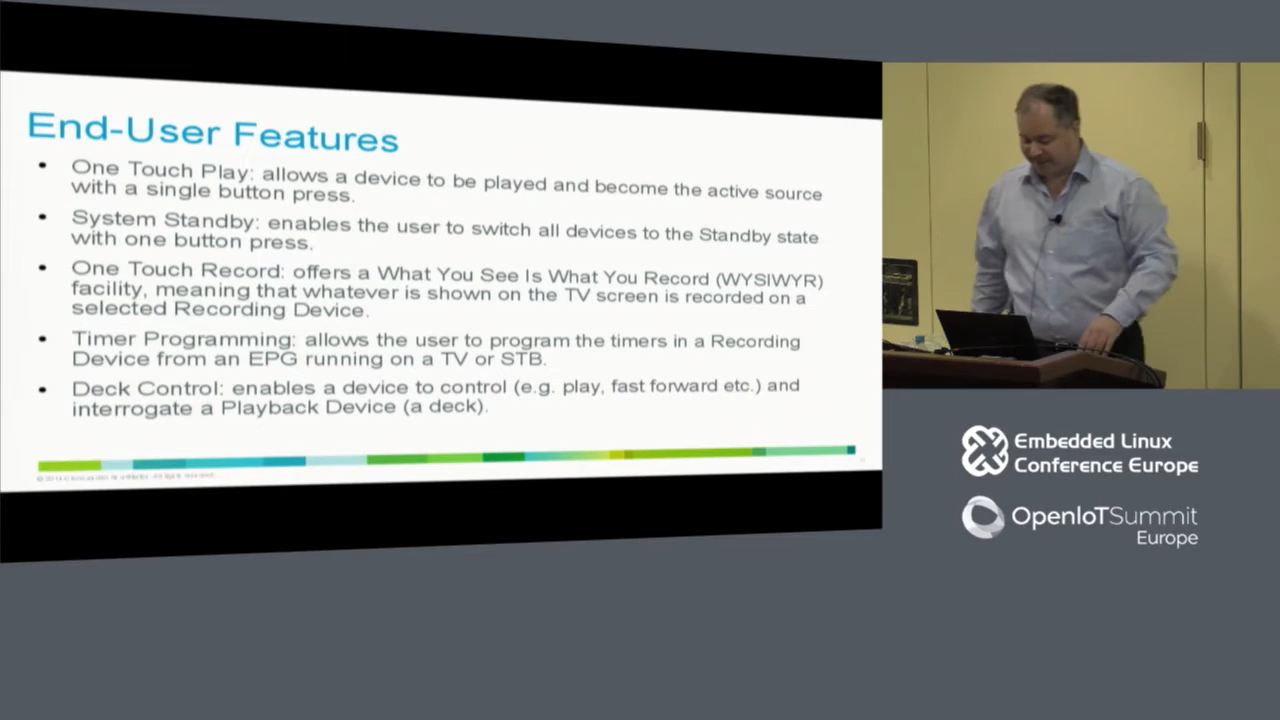 End-User Features
• One Touch Play: allows a device to be played and become the active source
with a single button press.
• System Standby: enables the user to switch all devices to the Standby state
with one button press.
• One Touch Record: offers a What You See Is What You Record (WYSIWYR)
facility, meaning that whatever is shown on the TV screen is recorded on a
selected Recording Device.
• Timer Programming: allows the user to program the timers in a Recording
Device from an EPG running on a TV or STB.
• Deck Control: enables a device to control (e.g. play, fast forward etc.) and
interrogate a Playback Device (a deck).
Embedded Linux
Conference Europe
OpenIoTSummit
Europe